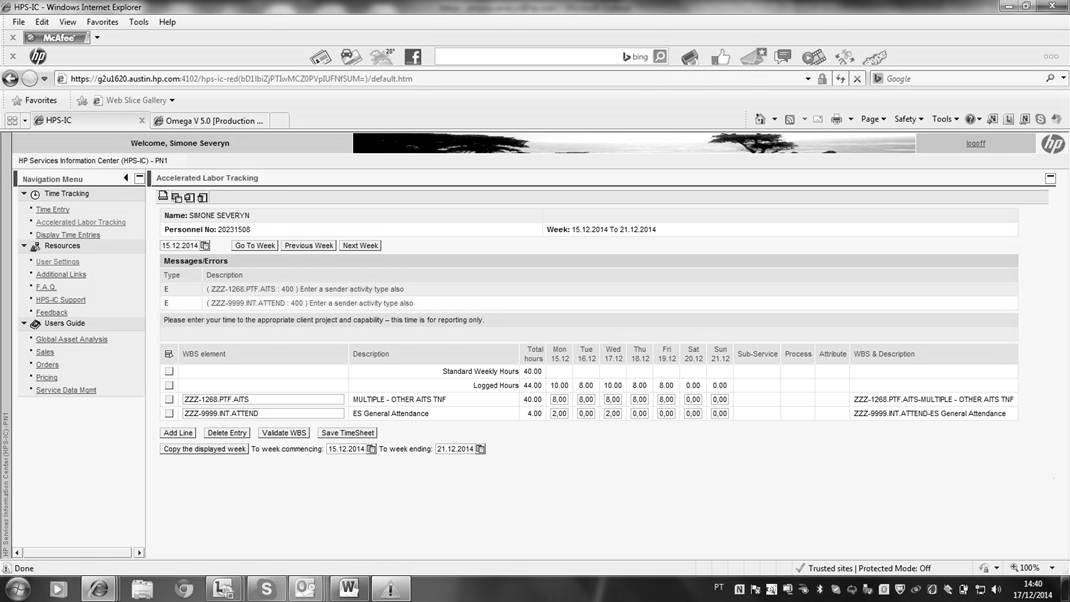 HPS-IC - Windows Internet Explorer
File Edit View Favorites Tools Help
McAfee
hp 20° bing
https://g2u1620.austin.hp.com:4102/hps-ic-red(bD1lbiZjPTIwMCZ0PVpIUFNfSUM=)/default.htm Google
Favorites Web Slice Gallery
HPS-IC Omega V 5.0 [Production ... Page Safety Tools
Welcome, Simone Severyn logoff hp
HP Services Information Center (HPS-IC) - PN1
Navigation Menu Accelerated Labor Tracking
Time Tracking
Time Entry
Accelerated Labor Tracking
Display Time Entries
Resources
User Settings
Additional Links
F.A.Q.
HPS-IC Support
Feedback
Users Guide
Global Asset Analysis
Sales
Orders
Pricing
Service Data Mgmt
HP Services Information Center (HPS-IC) -PN1
Name: SIMONE SEVERYN
Personnel No: 20231508 Week: 15.12.2014 To 21.12.2014
15.12.2014 Go To Week Previous Week Next Week
Messages/Errors
Type Description
E ( ZZZ-1268.PTF.AITS : 400 ) Enter a sender activity type also
E ( ZZZ-9999.INT.ATTEND : 400 ) Enter a sender activity type also
Please enter your time to the appropriate client project and capability – this time is for reporting only.
WBS element Description Total hours Mon 15.12 Tue 16.12 Wed 17.12 Thu 18.12 Fri 19.12 Sat 20.12 Sun 21.12 Sub-Service Process Attribute WBS & Description
Standard Weekly Hours 40.00
Logged Hours 44.00 10.00 8.00 10.00 8.00 8.00 0.00 0.00
ZZZ-1268.PTF.AITS MULTIPLE - OTHER AITS TNF 40.00 8,00 8,00 8,00 8,00 8,00 0,00 0,00 ZZZ-1268.PTF.AITS-MULTIPLE - OTHER AITS TNF
ZZZ-9999.INT.ATTEND ES General Attendance 4.00 2,00 0,00 2,00 0,00 0,00 0,00 0,00 ZZZ-9999.INT.ATTEND-ES General Attendance
Add Line Delete Entry Validate WBS Save TimeSheet
Copy the displayed week To week commencing: 15.12.2014 To week ending: 21.12.2014
Done Trusted sites | Protected Mode: Off 100%
PT 14:40
17/12/2014